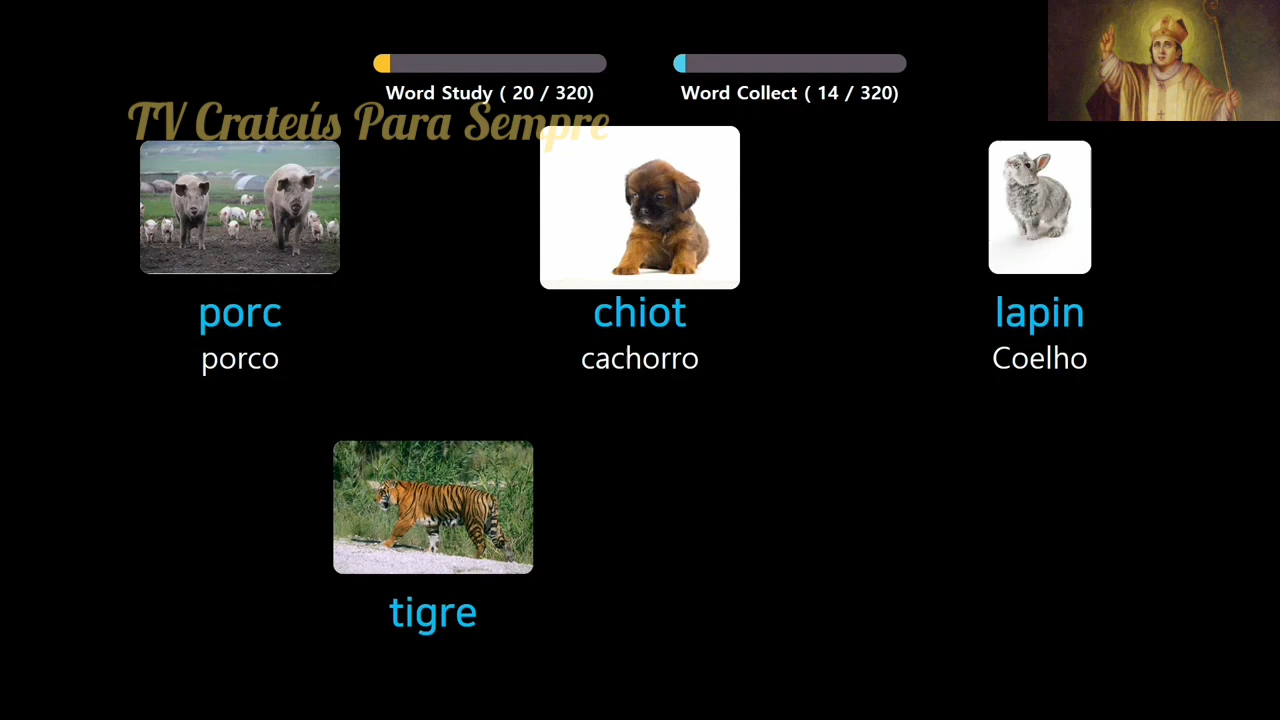 Word Study ( 20 / 320)
Word Collect ( 14 / 320)
TV Crateús Para Sempre
porc
porco
chiot
cachorro
lapin
Coelho
tigre